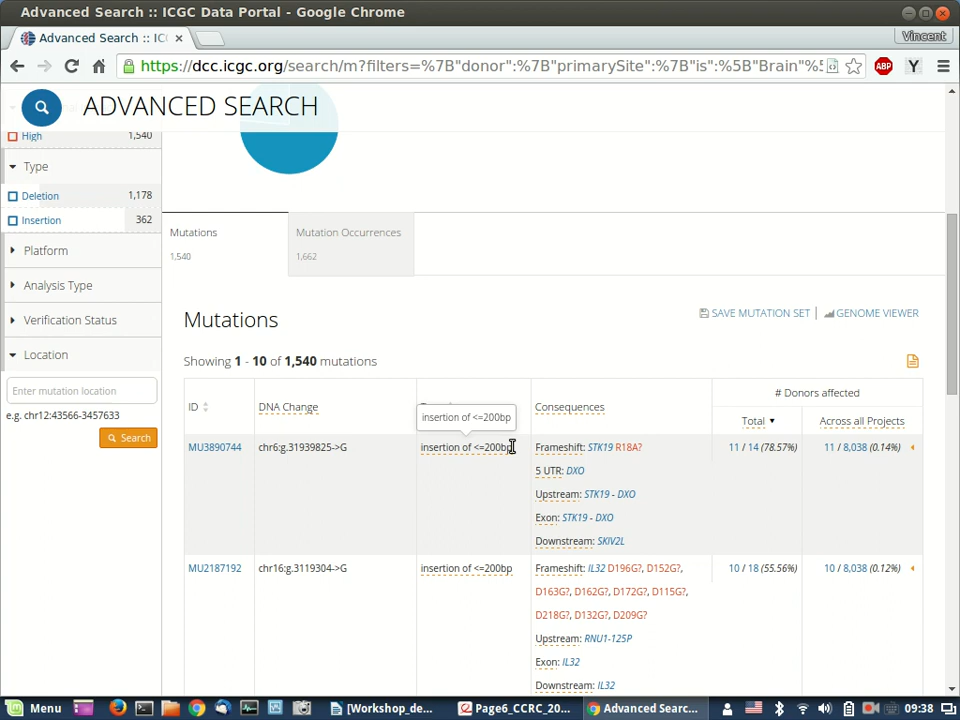 Advanced Search :: ICGC Data Portal - Google Chrome
Advanced Search :: IC
Vincent
https://dcc.icgc.org/search/m?filters=%7B"donor":%7B"primarySite":%7B"is":%5B"Brain"%5
ABP
Y
ADVANCED SEARCH
High 1,540
Type
Deletion 1,178
Insertion 362
Platform
Analysis Type
Verification Status
Location
Enter mutation location
e.g. chr12:43566-3457633
Search
Mutations
1,540
Mutation Occurrences
1,662
Mutations
SAVE MUTATION SET | GENOME VIEWER
Showing 1 - 10 of 1,540 mutations
# Donors affected
ID DNA Change Consequences Total Across all Projects
insertion of <=200bp
MU3890744 chr6:g.31939825->G insertion of <=200bp Frameshift: STK19 R18A? 11 / 14 (78.57%) 11 / 8,038 (0.14%)
5 UTR: DXO
Upstream: STK19 - DXO
Exon: STK19 - DXO
Downstream: SKIV2L
MU2187192 chr16:g.3119304->G insertion of <=200bp Frameshift: IL32 D196G?, D152G?, 10 / 18 (55.56%) 10 / 8,038 (0.12%)
D163G?, D162G?, D172G?, D115G?,
D218G?, D132G?, D209G?
Upstream: RNU1-125P
Exon: IL32
Downstream: IL32
Menu
[Workshop_de...
Page6_CCRC_20...
Advanced Searc...
09:38